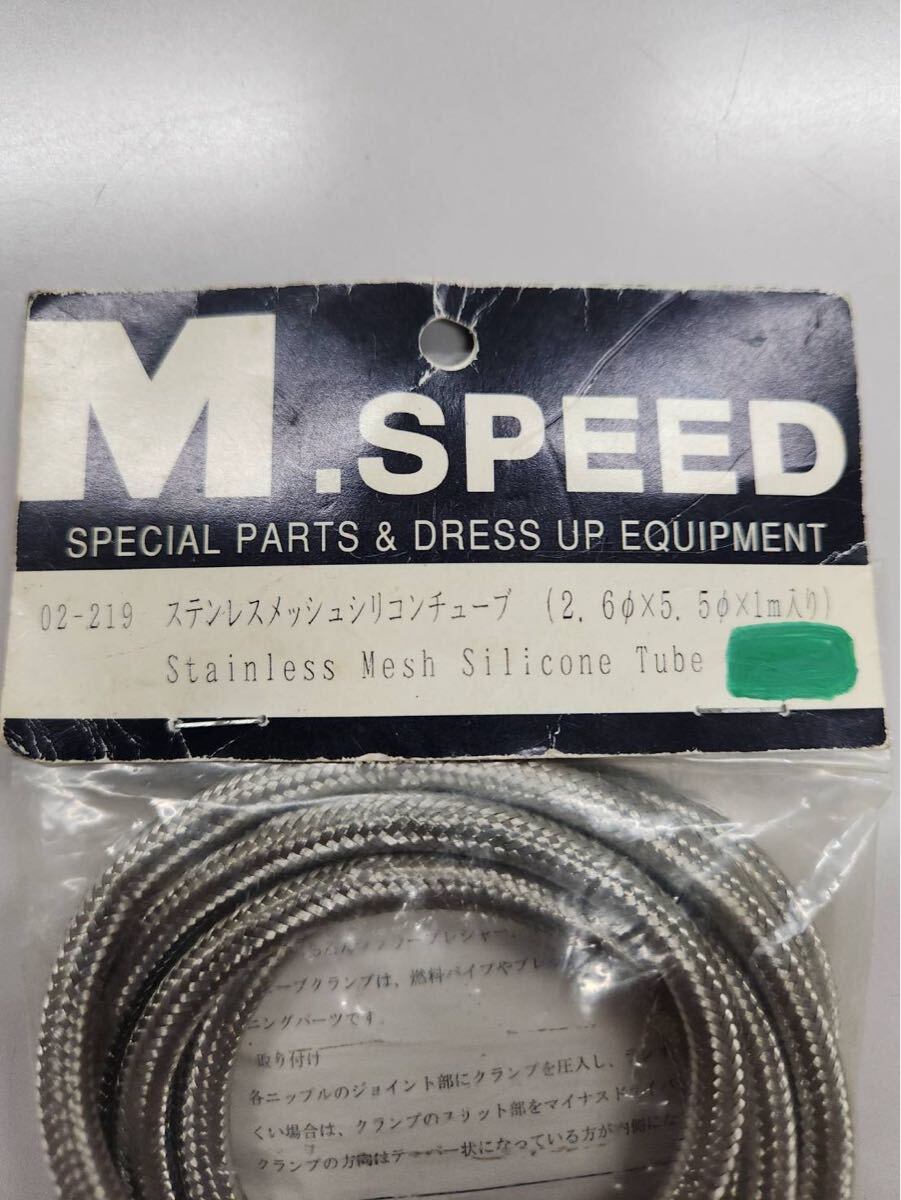 M.SPEED
SPECIAL PARTS & DRESS UP EQUIPMENT
02-219 ステンレスメッシュシリコンチューブ (2.6φ×5.5φ×1m入り)
Stainless Mesh Silicone Tube
ューブクランプは、燃料パイプやプレ
ニングパーツです
取り付け
各ニップルのジョイント部にクランプを圧入し、
くい場合は、クランプのスリット部をマイナスドライ
クランプの方向はテーパー状になっている方が内側にな